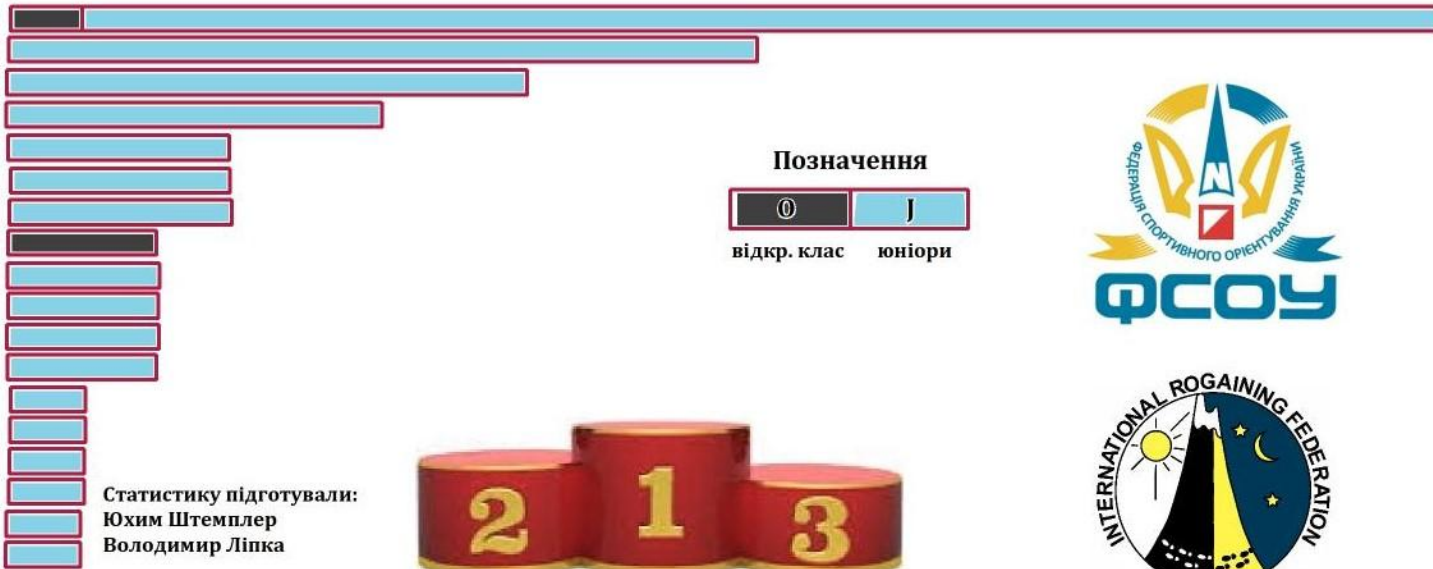 Позначення
O J
відкр. клас юніори
ФЕДЕРАЦІЯ СПОРТИВНОГО ОРІЄНТУВАННЯ УКРАЇНИ
N
ФСОУ
INTERNATIONAL ROGAINING FEDERATION
Статистику підготували:
Юхим Штемплер
Володимир Ліпка
2 1 3